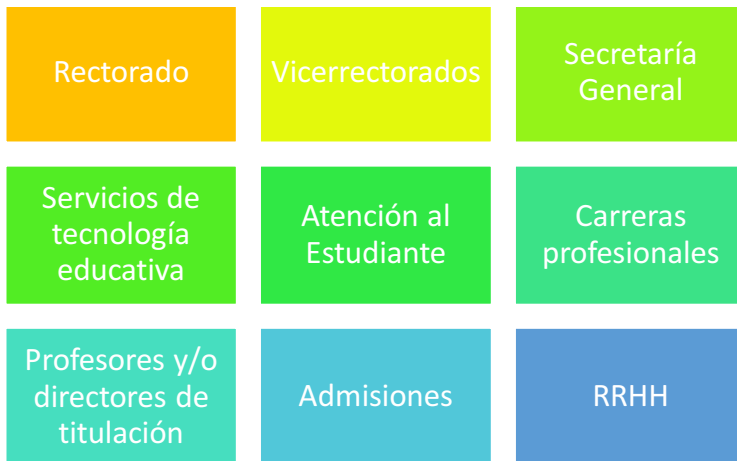 Rectorado
Vicerrectorados
Secretaría
General
Servicios de
tecnología
educativa
Atención al
Estudiante
Carreras
profesionales
Profesores y/o
directores de
titulación
Admisiones
RRHH